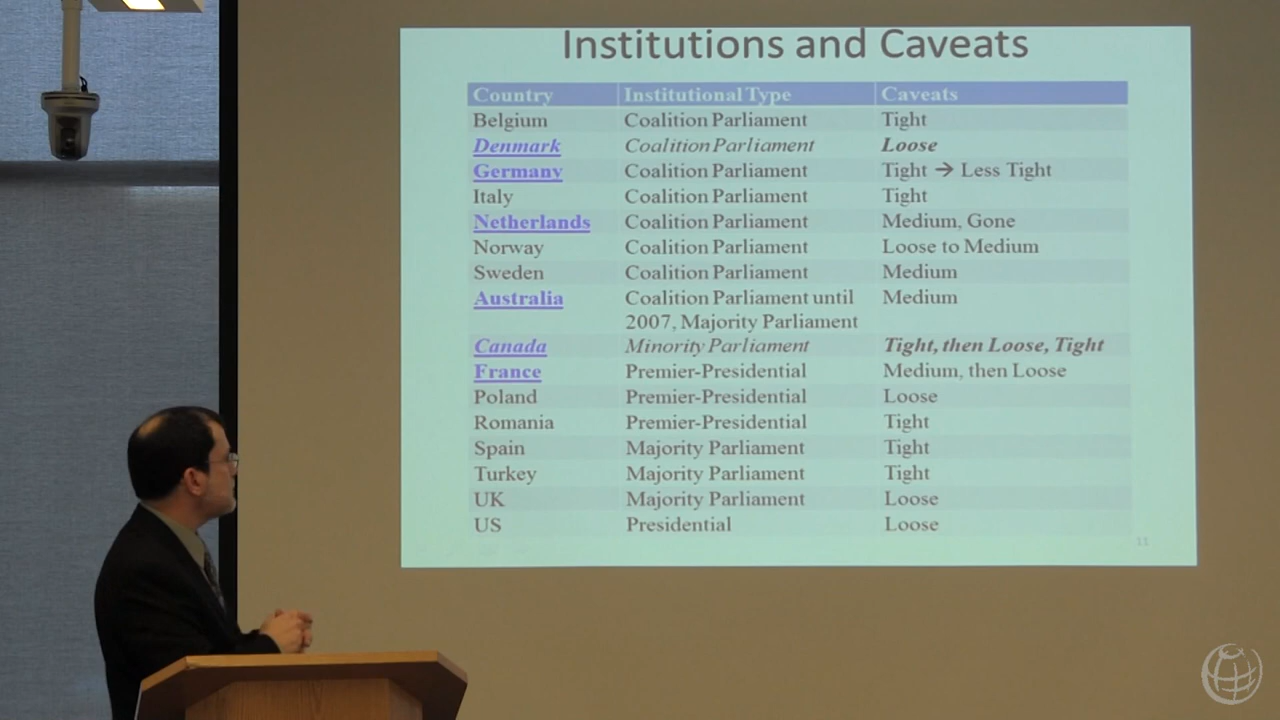 Institutions and Caveats
Country Institutional Type Caveats
Belgium Coalition Parliament Tight
Denmark Coalition Parliament Loose
Germany Coalition Parliament Tight → Less Tight
Italy Coalition Parliament Tight
Netherlands Coalition Parliament Medium, Gone
Norway Coalition Parliament Loose to Medium
Sweden Coalition Parliament Medium
Australia Coalition Parliament until Medium
2007, Majority Parliament
Canada Minority Parliament Tight, then Loose, Tight
France Premier-Presidential Medium, then Loose
Poland Premier-Presidential Loose
Romania Premier-Presidential Tight
Spain Majority Parliament Tight
Turkey Majority Parliament Tight
UK Majority Parliament Loose
US Presidential Loose
11